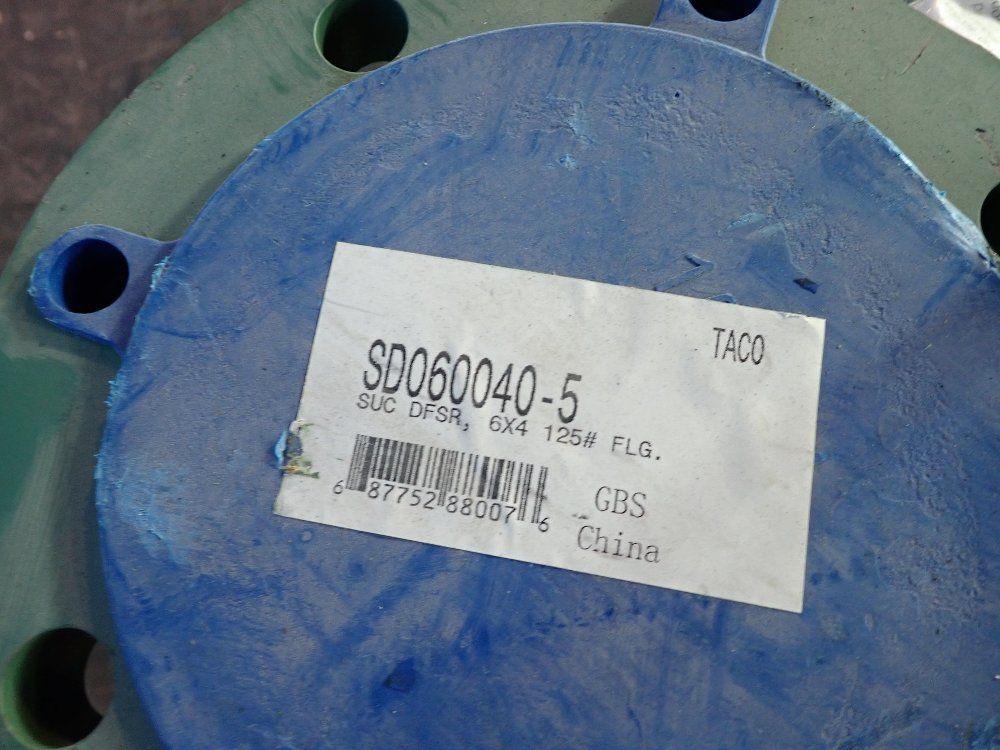 TACO
SD060040-5
SUC DFSR, 6X4 125# FLG.
6 87752 88007 6
GBS
China